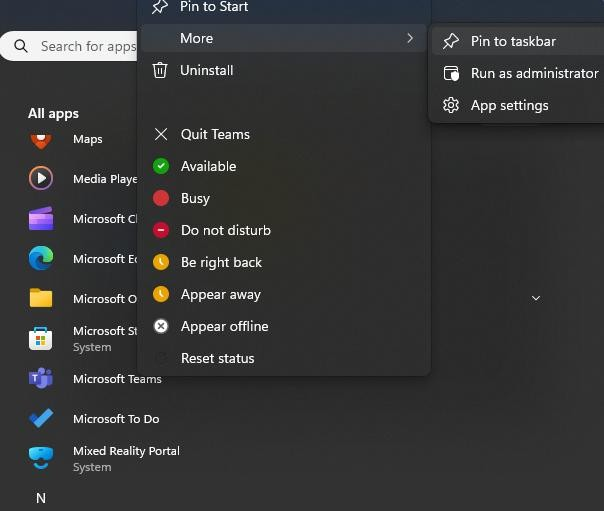 Pin to Start
More
Uninstall
Quit Teams
Available
Busy
Do not disturb
Be right back
Appear away
Appear offline
Reset status
Pin to taskbar
Run as administrator
App settings
Search for apps
All apps
Maps
Media Playe
Microsoft Cl
Microsoft Ed
Microsoft O
Microsoft St
System
Microsoft Teams
Microsoft To Do
Mixed Reality Portal
System
N